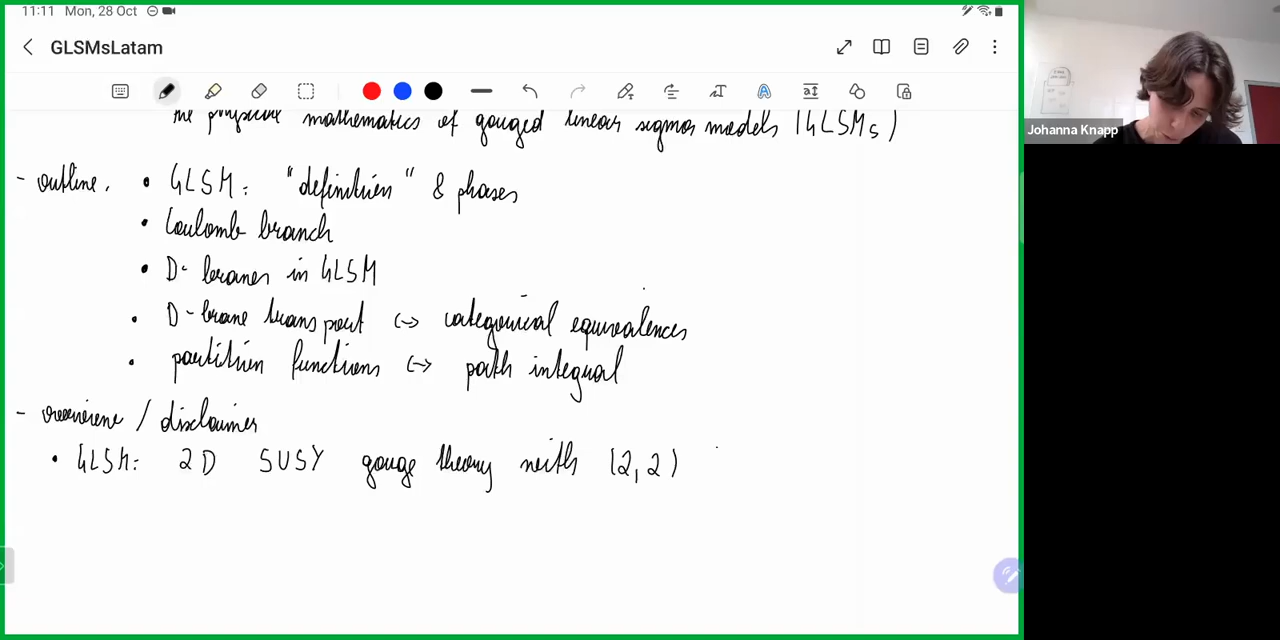 11:11 Mon, 28 Oct
GLSMsLatam
the physical mathematics of gauged linear sigma models (GLSMs)
- outline. • GLSM: "definition" & phases
• Coulomb branch
• D-branes in GLSM
• D-brane transport <-> categorical equivalences
• partition functions <-> path integral
- overview / disclaimer
• GLSM: 2D SUSY gauge theory with (2,2)
Johanna Knapp